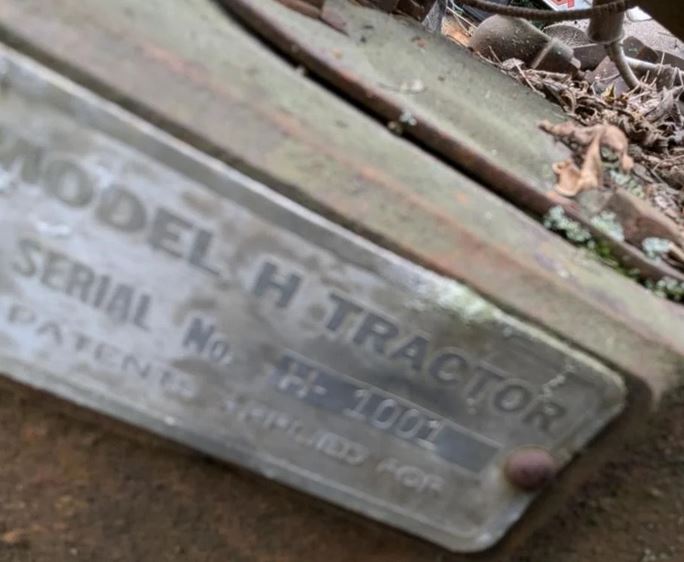 MODEL H TRACTOR
SERIAL No. H- 1001
PATENTS APPLIED FOR